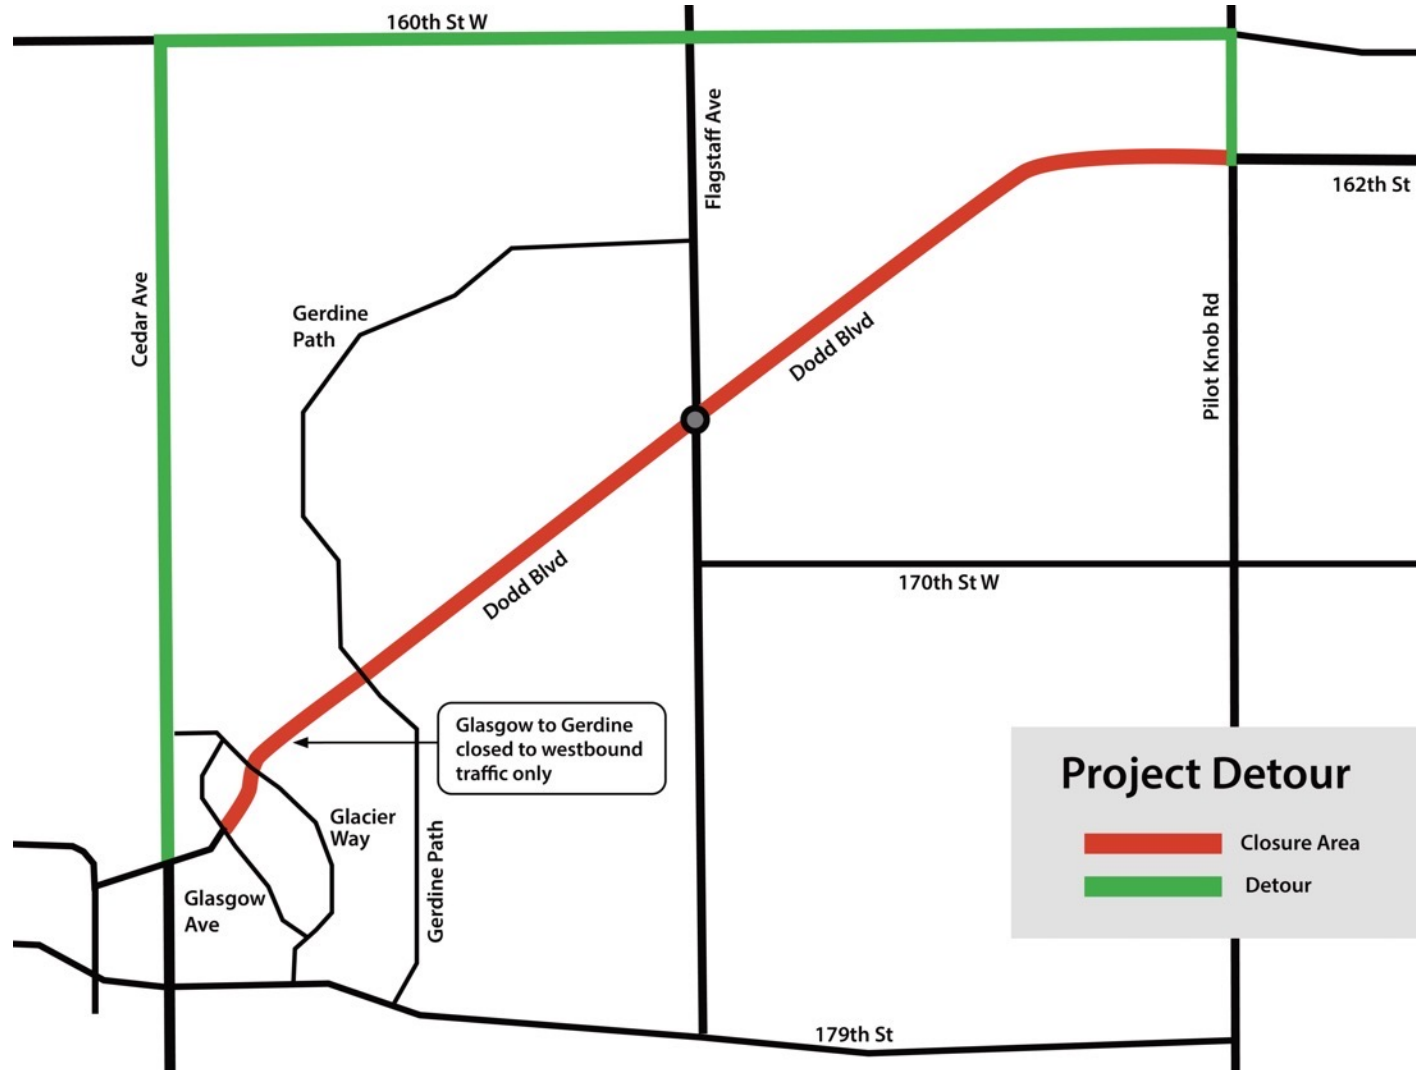 160th St W
Flagstaff Ave
162th St
Cedar Ave
Gerdine
Path
Dodd Blvd
Pilot Knob Rd
Dodd Blvd
170th St W
Glasgow to Gerdine
closed to westbound
traffic only
Glacier
Way
Gerdine Path
Glasgow
Ave
179th St
Project Detour
Closure Area
Detour